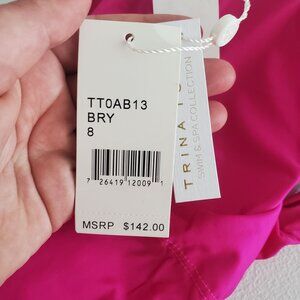 TT0AB13
BRY
8
7 26419 12009 1
MSRP $142.00
TRINA
SWIM & SPA COLLECTION